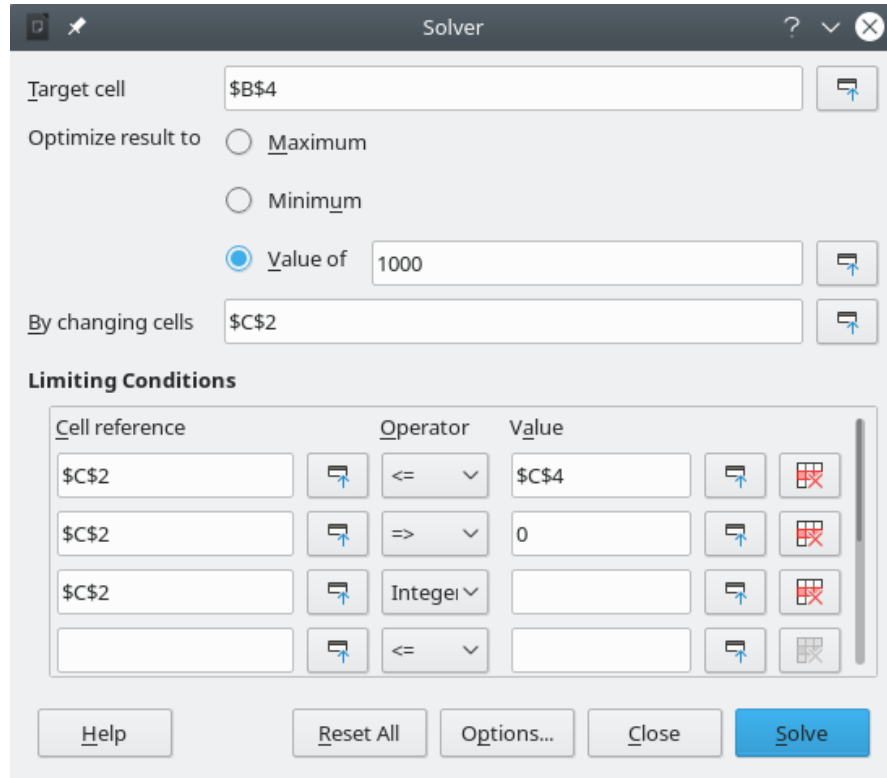 Solver
Target cell $B$4
Optimize result to Maximum
Minimum
Value of 1000
By changing cells $C$2
Limiting Conditions
Cell reference Operator Value
$C$2 <= $C$4
$C$2 => 0
$C$2 Intege
<=
Help Reset All Options... Close Solve